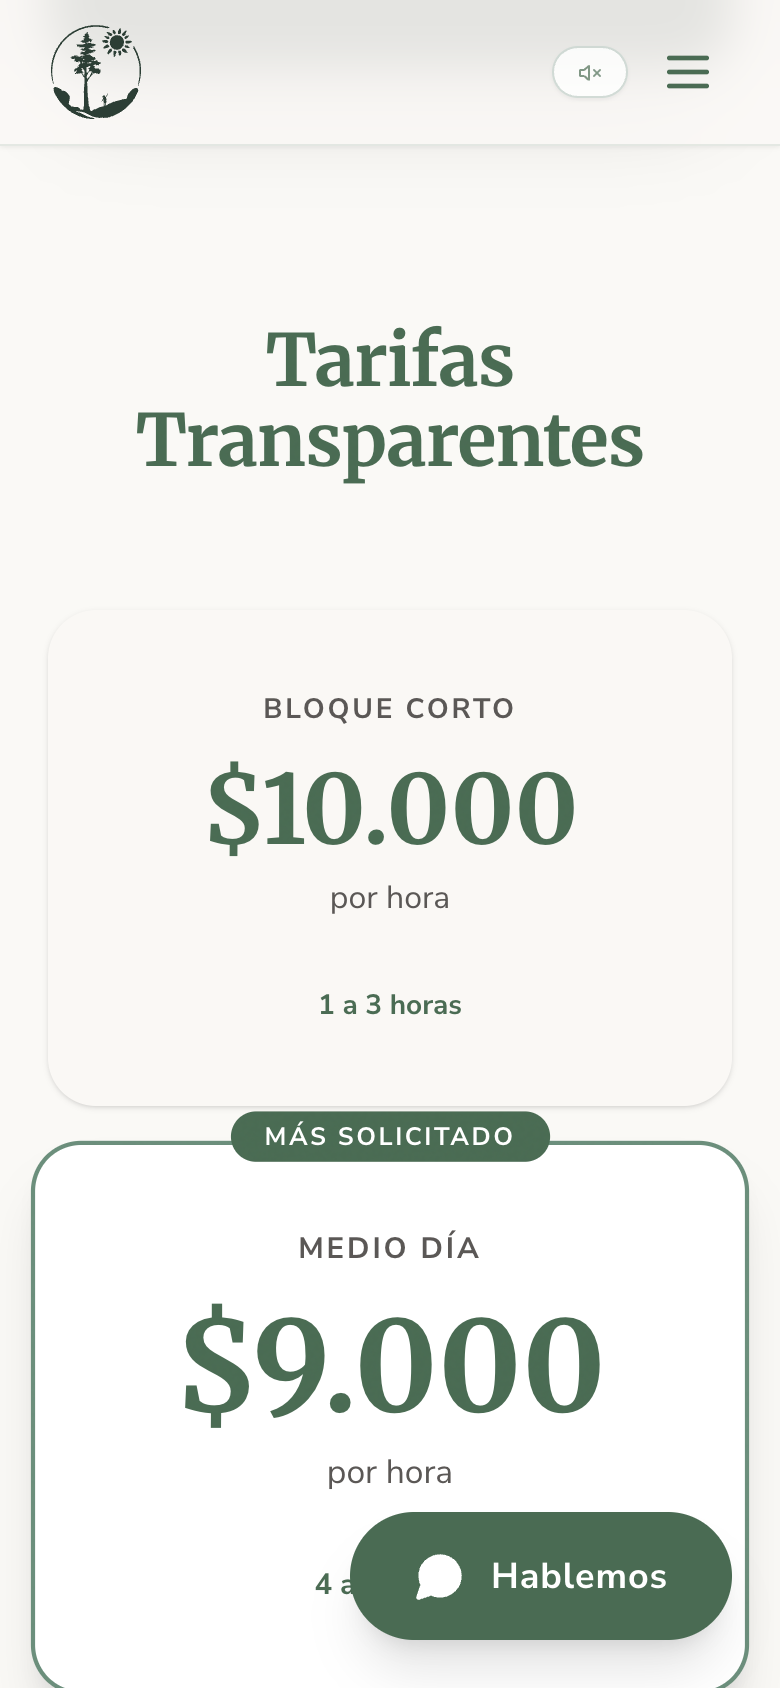 Tarifas
Transparentes
BLOQUE CORTO
$10.000
por hora
1 a 3 horas
MÁS SOLICITADO
MEDIO DÍA
$9.000
por hora
4 a
Hablemos